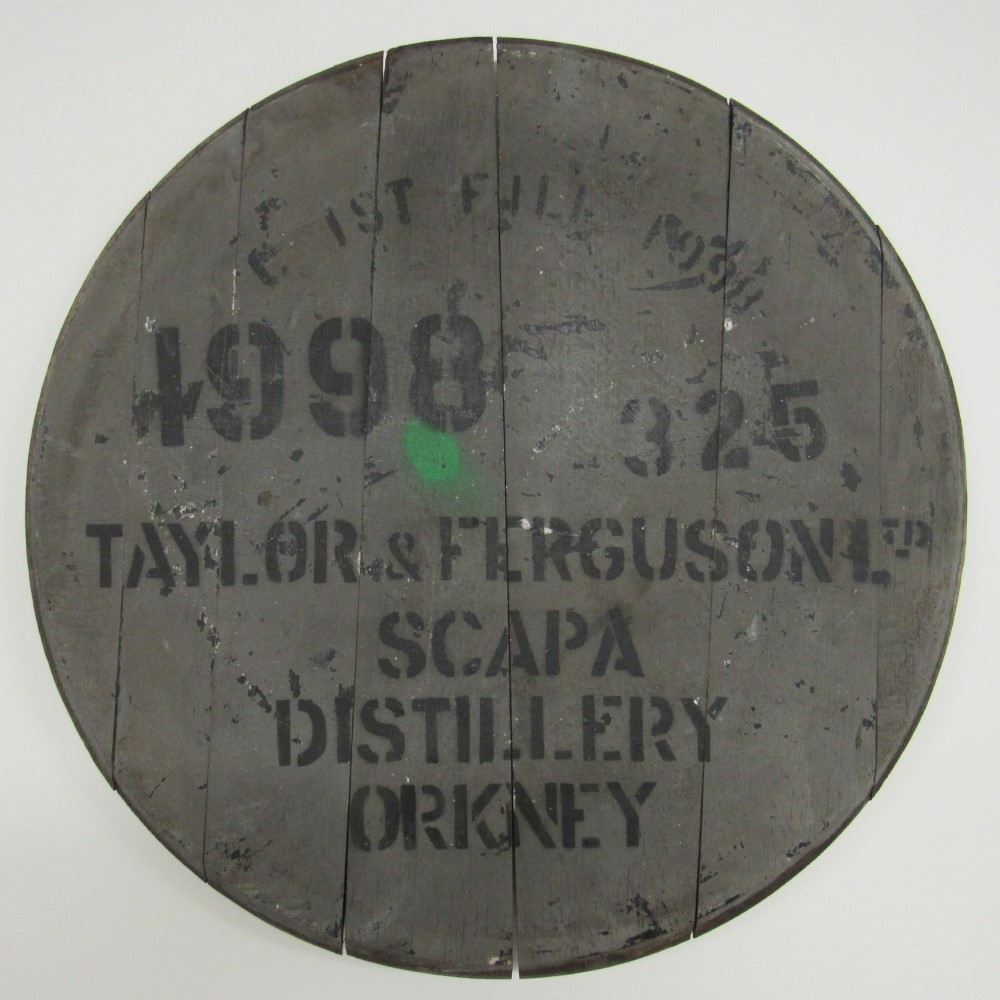 1ST FILL
1998 325
TAYLOR & FERGUSON LTD
SCAPA
DISTILLERY
ORKNEY